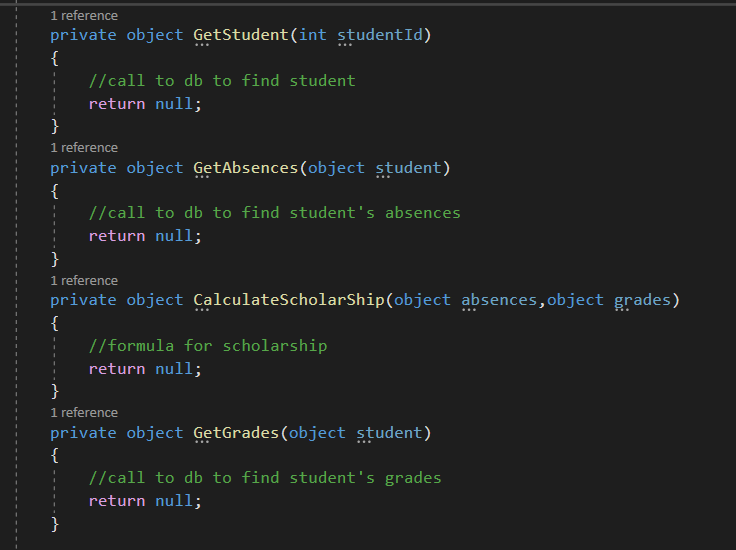 1 reference
private object GetStudent(int studentId)
{
//call to db to find student
return null;
}
1 reference
private object GetAbsences(object student)
{
//call to db to find student's absences
return null;
}
1 reference
private object CalculateScholarShip(object absences,object grades)
{
//formula for scholarship
return null;
}
1 reference
private object GetGrades(object student)
{
//call to db to find student's grades
return null;
}